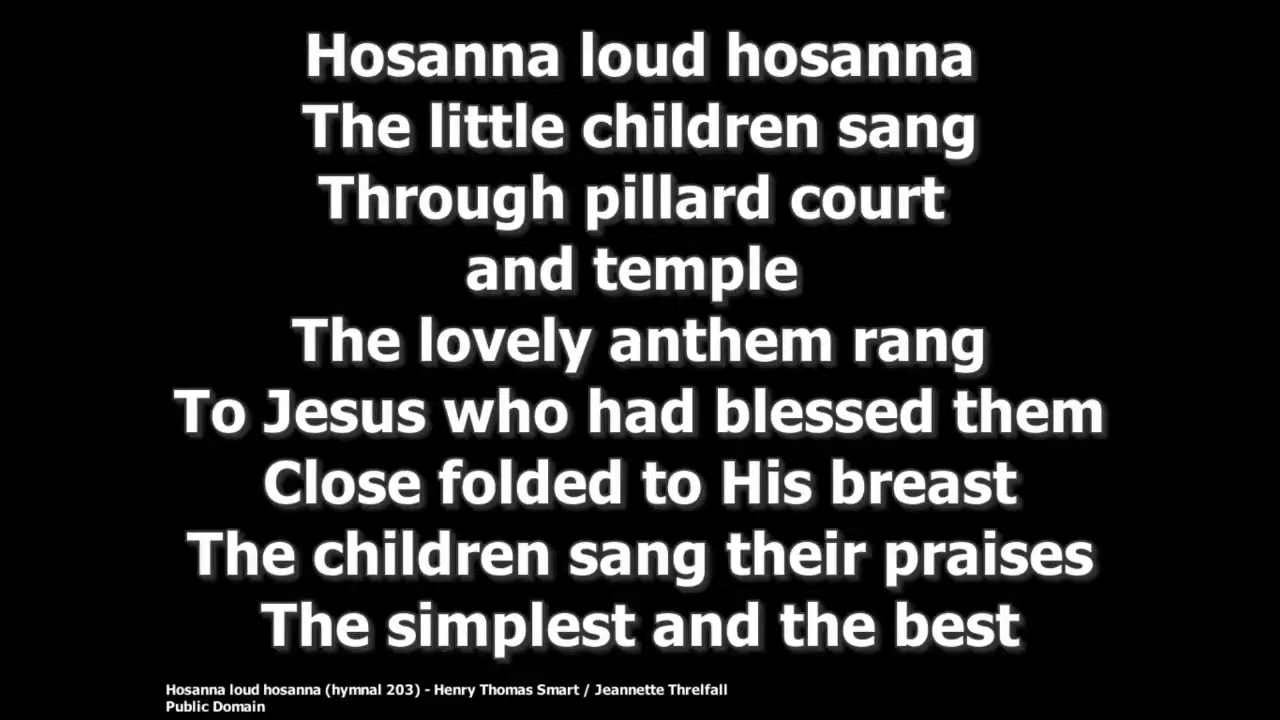 Hosanna loud hosanna
The little children sang
Through pillard court
and temple
The lovely anthem rang
To Jesus who had blessed them
Close folded to His breast
The children sang their praises
The simplest and the best
Hosanna loud hosanna (hymnal 203) - Henry Thomas Smart / Jeannette Threlfall
Public Domain